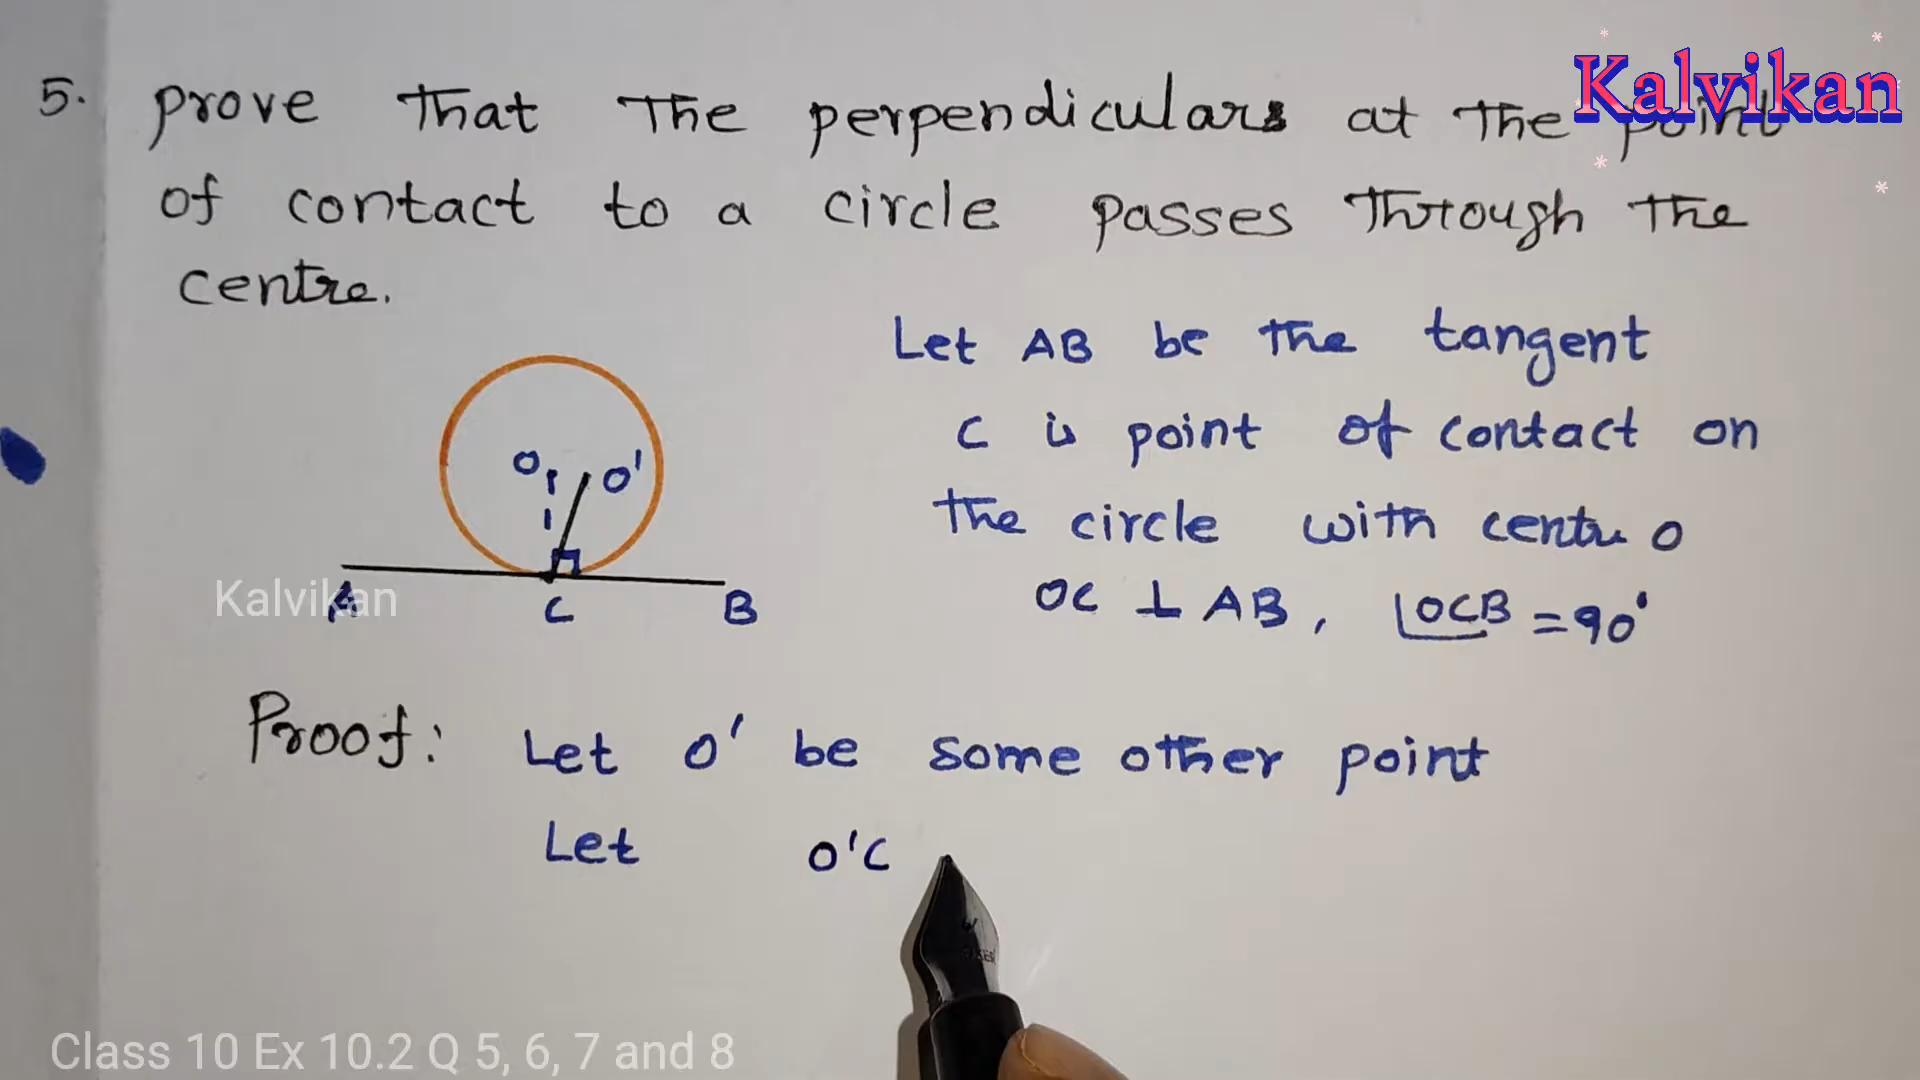 Kalvikan
5. Prove that the perpendiculars at the point
of contact to a circle passes through the
centre.
Let AB be the tangent
C is point of contact on
the circle with centre O
OC ⊥ AB, ∠OCB = 90°
O O'
A C B
Kalvikan
Proof: Let O' be some other point
Let O'C
Class 10 Ex 10.2 Q 5, 6, 7 and 8